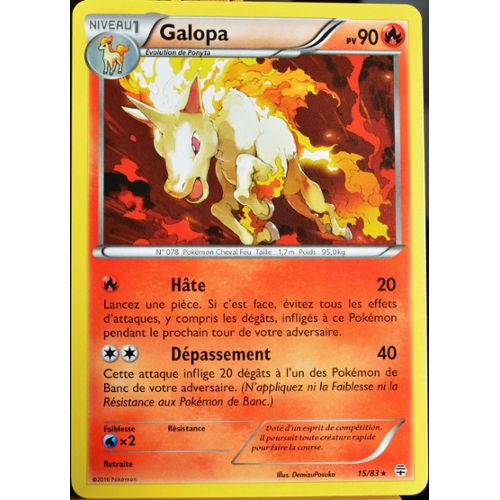 NIVEAU 1
Galopa
PV 90
Évolution de Ponyta
N° 078 Pokémon Cheval Feu Taille : 1,7m Poids : 95,0kg
Hâte 20
Lancez une pièce. Si c'est face, évitez tous les effets
d'attaques, y compris les dégâts, infligés à ce Pokémon
pendant le prochain tour de votre adversaire.
Dépassement 40
Cette attaque inflige 20 dégâts à l'un des Pokémon de
Banc de votre adversaire. (N'appliquez ni la Faiblesse ni la
Résistance aux Pokémon de Banc.)
Faiblesse Résistance
×2
Retraite
Doté d'un esprit de compétition,
il poursuit toute créature rapide
pour faire la course.
©2016 Pokémon
Illus. DemizuPosuka
15/83 ★